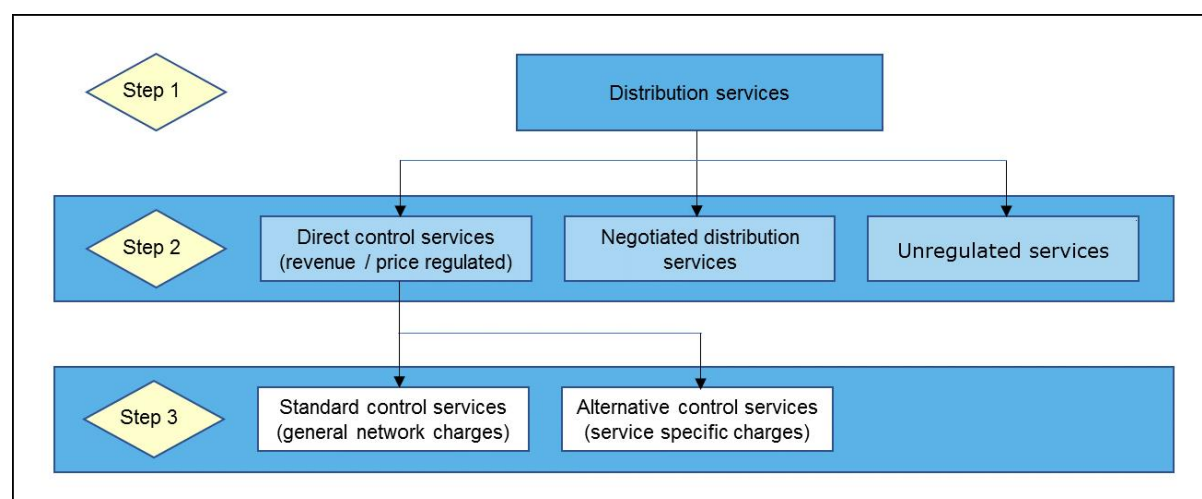 Step 1
Distribution services
Step 2
Direct control services
(revenue / price regulated)
Negotiated distribution
services
Unregulated services
Step 3
Standard control services
(general network charges)
Alternative control services
(service specific charges)